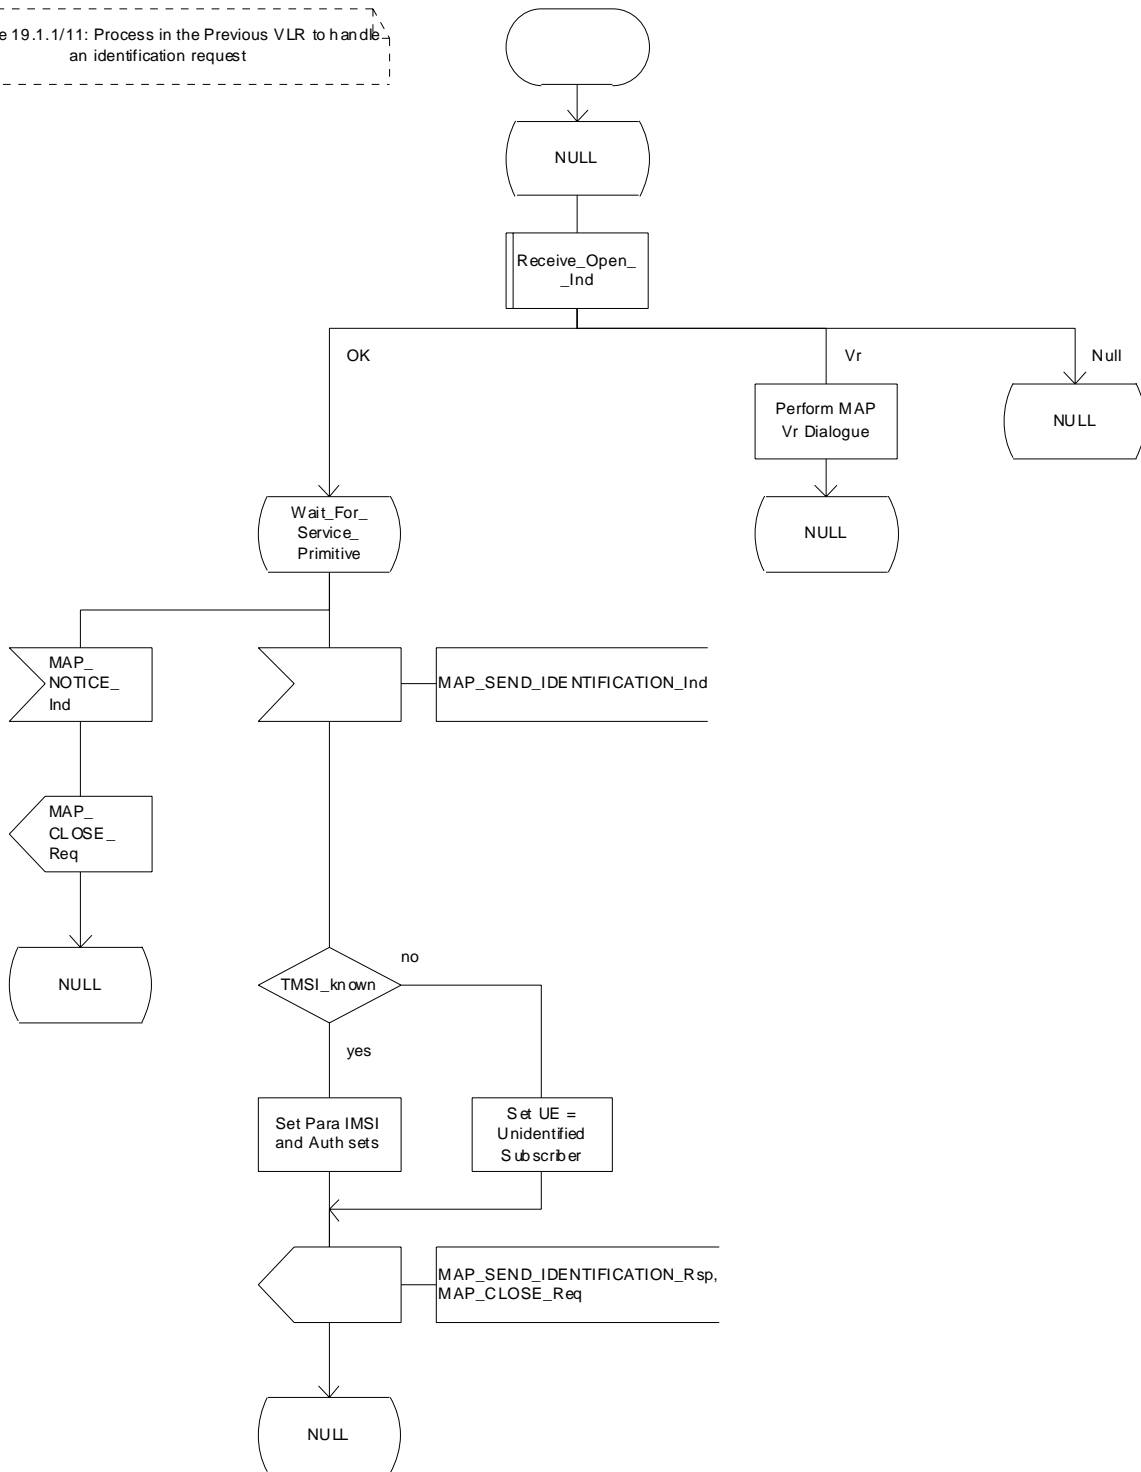 e 19.1.1/11: Process in the Previous VLR to handle
an identification request
NULL
Receive_Open_
_Ind
OK
Vr
Null
Perform MAP
Vr Dialogue
NULL
NULL
Wait_For_
Service_
Primitive
MAP_
NOTICE_
Ind
MAP_SEND_IDENTIFICATION_Ind
MAP_
CLOSE_
Req
NULL
TMSI_known
no
yes
Set Para IMSI
and Auth sets
Set UE =
Unidentified
Subscriber
MAP_SEND_IDENTIFICATION_Rsp,
MAP_CLOSE_Req
NULL